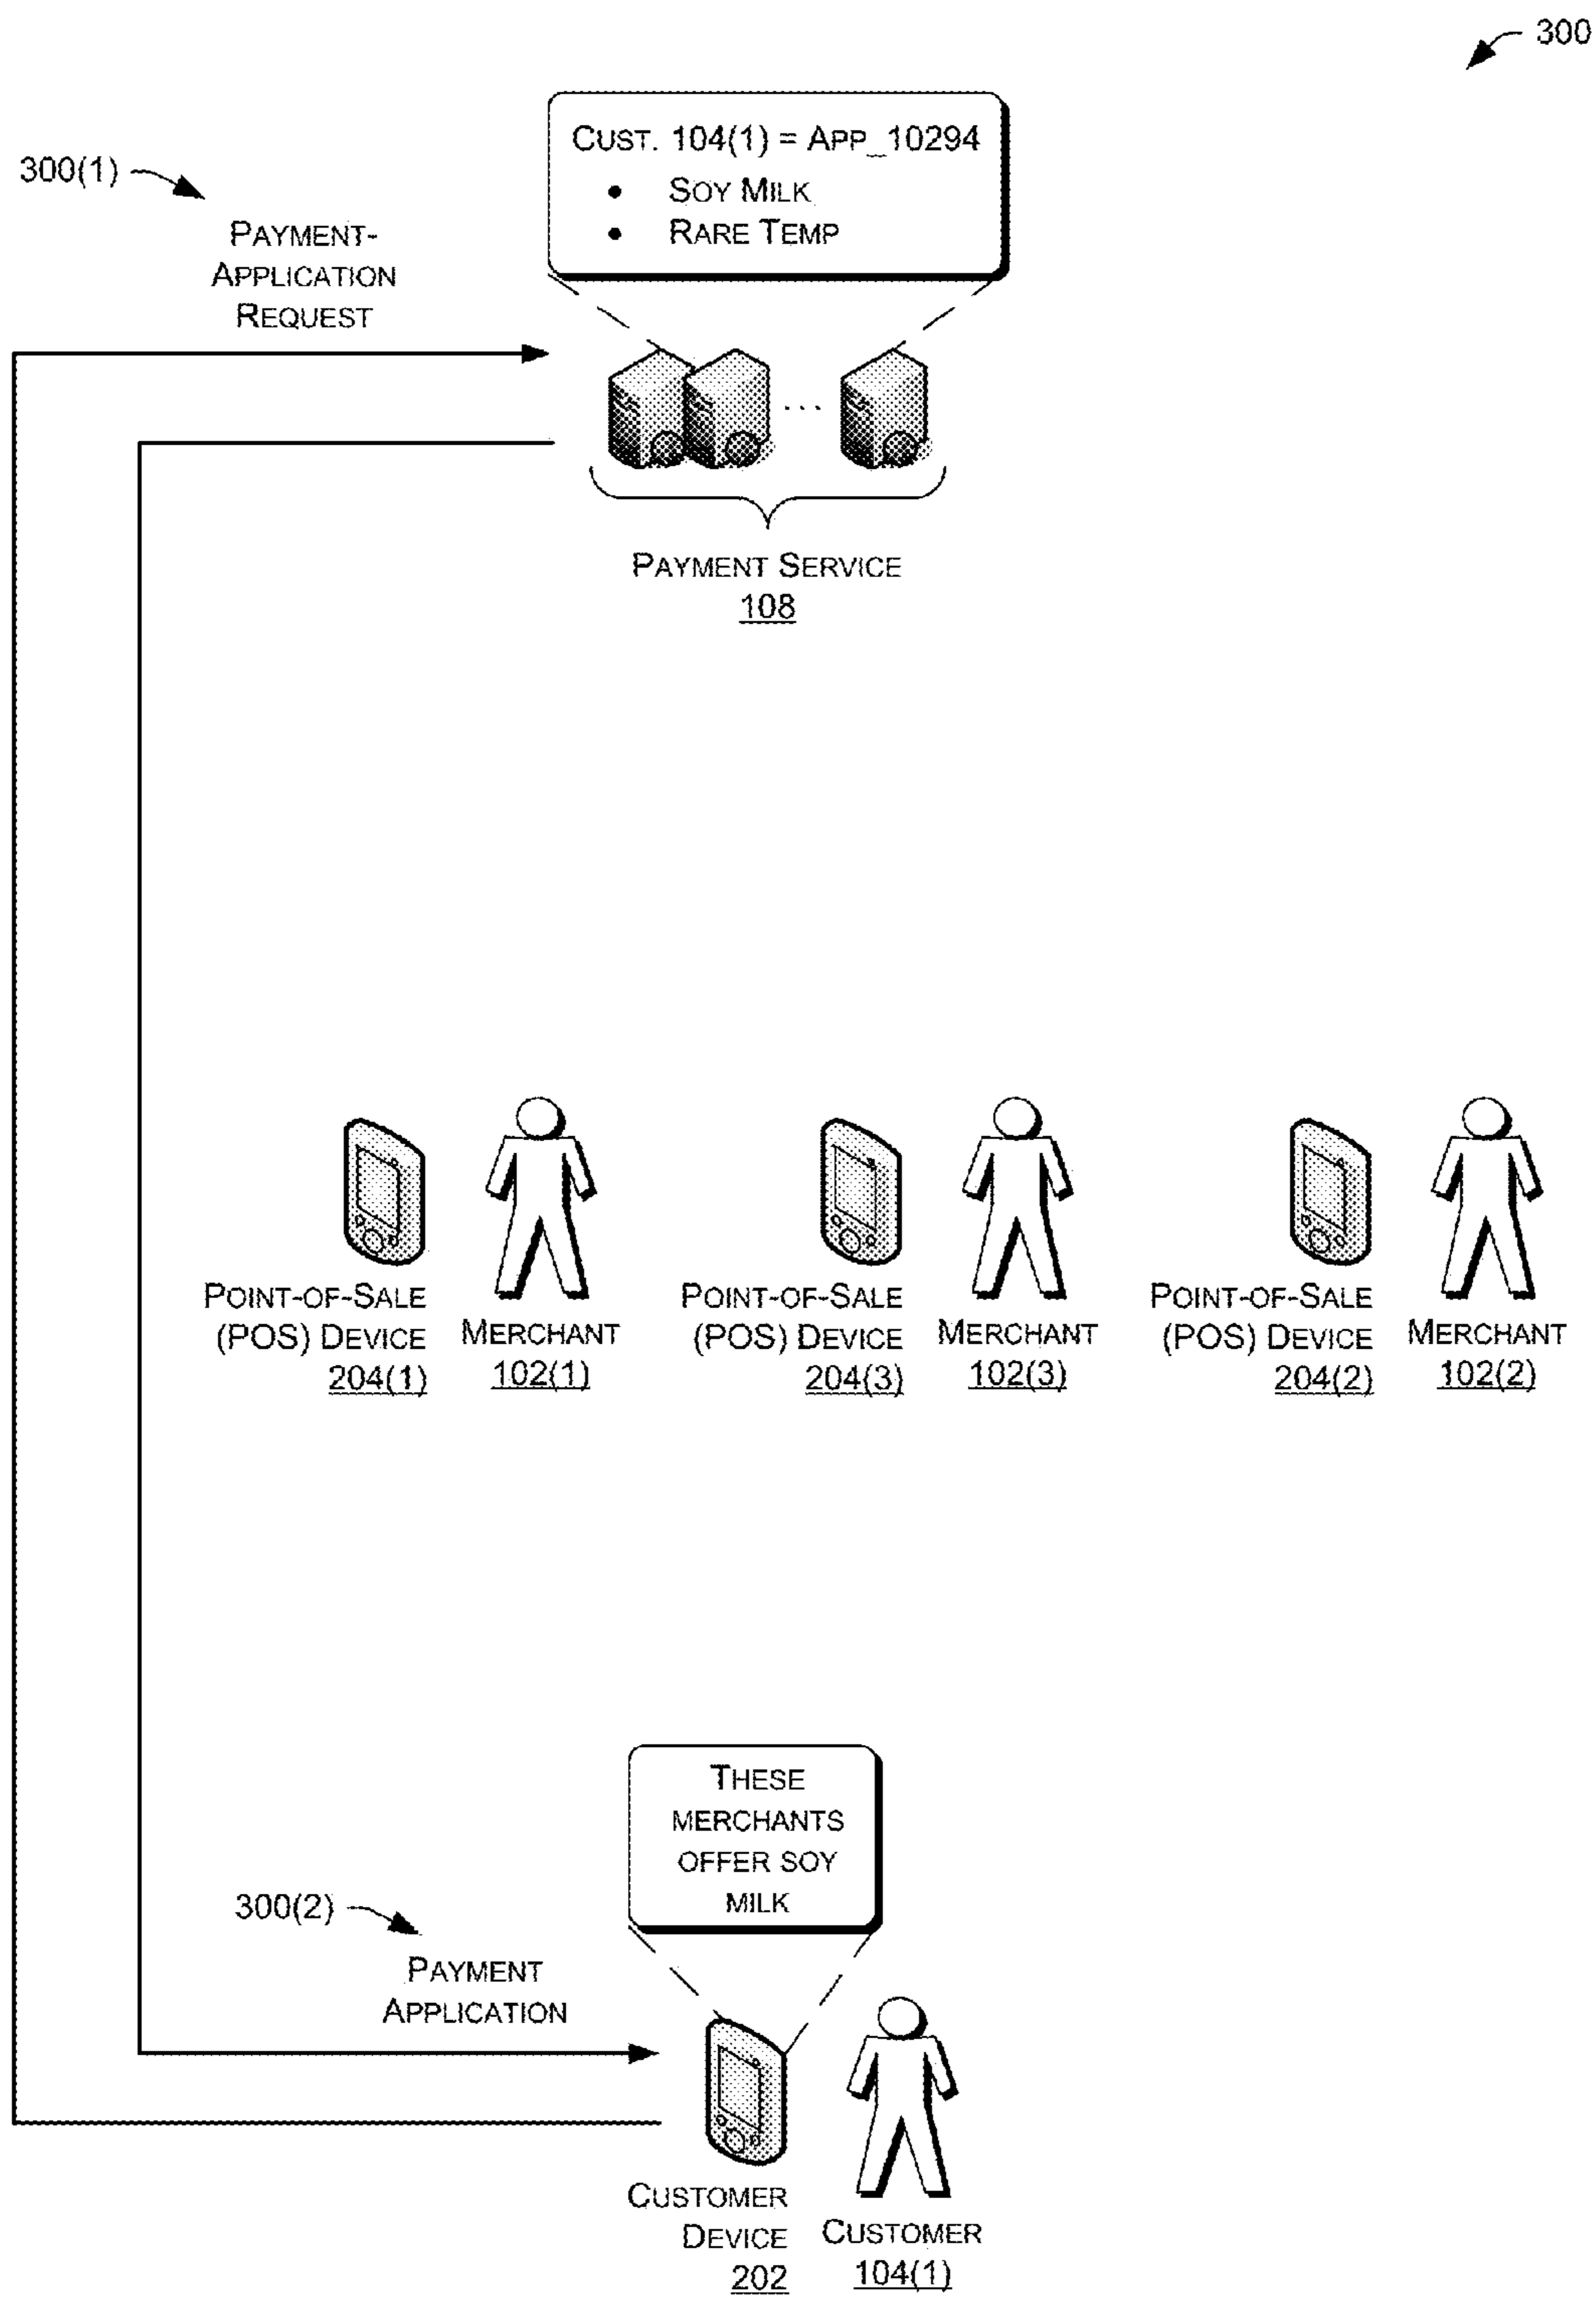 300
CUST. 104(1) = APP_10294
• SOY MILK
• RARE TEMP
300(1)
PAYMENT-
APPLICATION
REQUEST
...
PAYMENT SERVICE
108
POINT-OF-SALE
(POS) DEVICE
204(1)
MERCHANT
102(1)
POINT-OF-SALE
(POS) DEVICE
204(3)
MERCHANT
102(3)
POINT-OF-SALE
(POS) DEVICE
204(2)
MERCHANT
102(2)
THESE
MERCHANTS
OFFER SOY
MILK
300(2)
PAYMENT
APPLICATION
CUSTOMER
DEVICE
202
CUSTOMER
104(1)